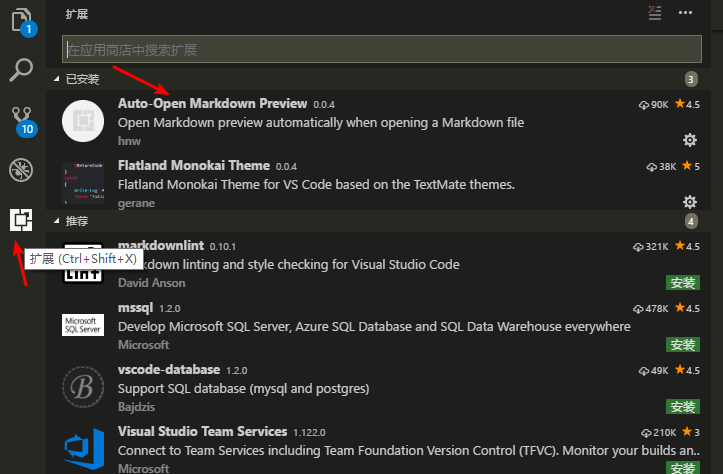 1
扩展
在应用商店中搜索扩展
已安装
3
Auto-Open Markdown Preview 0.0.4 90K 4.5
Open Markdown preview automatically when opening a Markdown file
hnw
10
Flatland Monokai Theme 0.0.4 38K 5
Flatland Monokai Theme for VS Code based on the TextMate themes.
gerane
推荐
4
markdownlint 0.10.1 321K 4.5
扩展 (Ctrl+Shift+X)
kdown linting and style checking for Visual Studio Code
David Anson
安装
mssql 1.2.0 478K 4.5
Microsoft
SQL Server
Develop Microsoft SQL Server, Azure SQL Database and SQL Data Warehouse everywhere
Microsoft
安装
vscode-database 1.2.0 49K 4.5
Support SQL database (mysql and postgres)
Bajdzis
安装
Visual Studio Team Services 1.122.0 210K 3
Connect to Team Services including Team Foundation Version Control (TFVC). Monitor your builds an..
Microsoft
安装